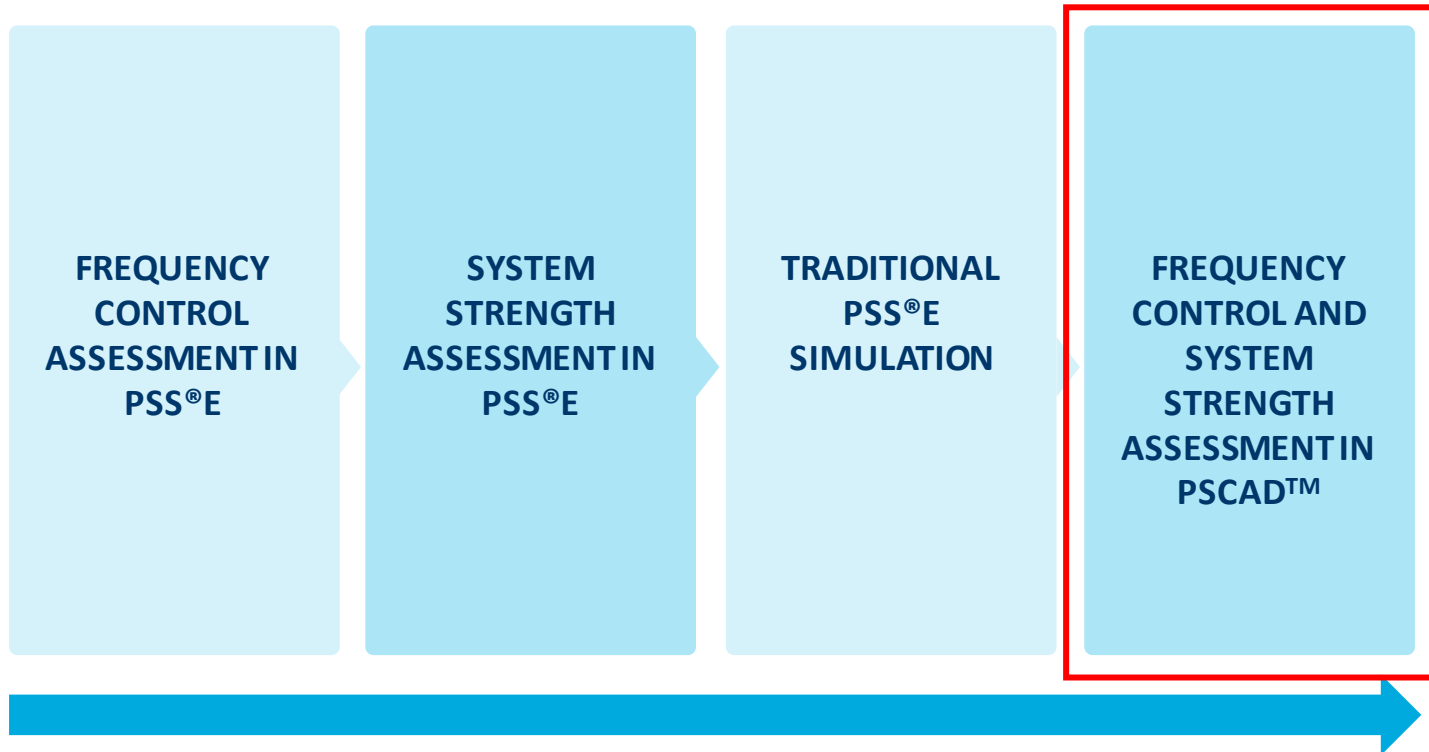 FREQUENCY
CONTROL
ASSESSMENT IN
PSS®E
SYSTEM
STRENGTH
ASSESSMENT IN
PSS®E
TRADITIONAL
PSS®E
SIMULATION
FREQUENCY
CONTROL AND
SYSTEM
STRENGTH
ASSESSMENT IN
PSCAD™